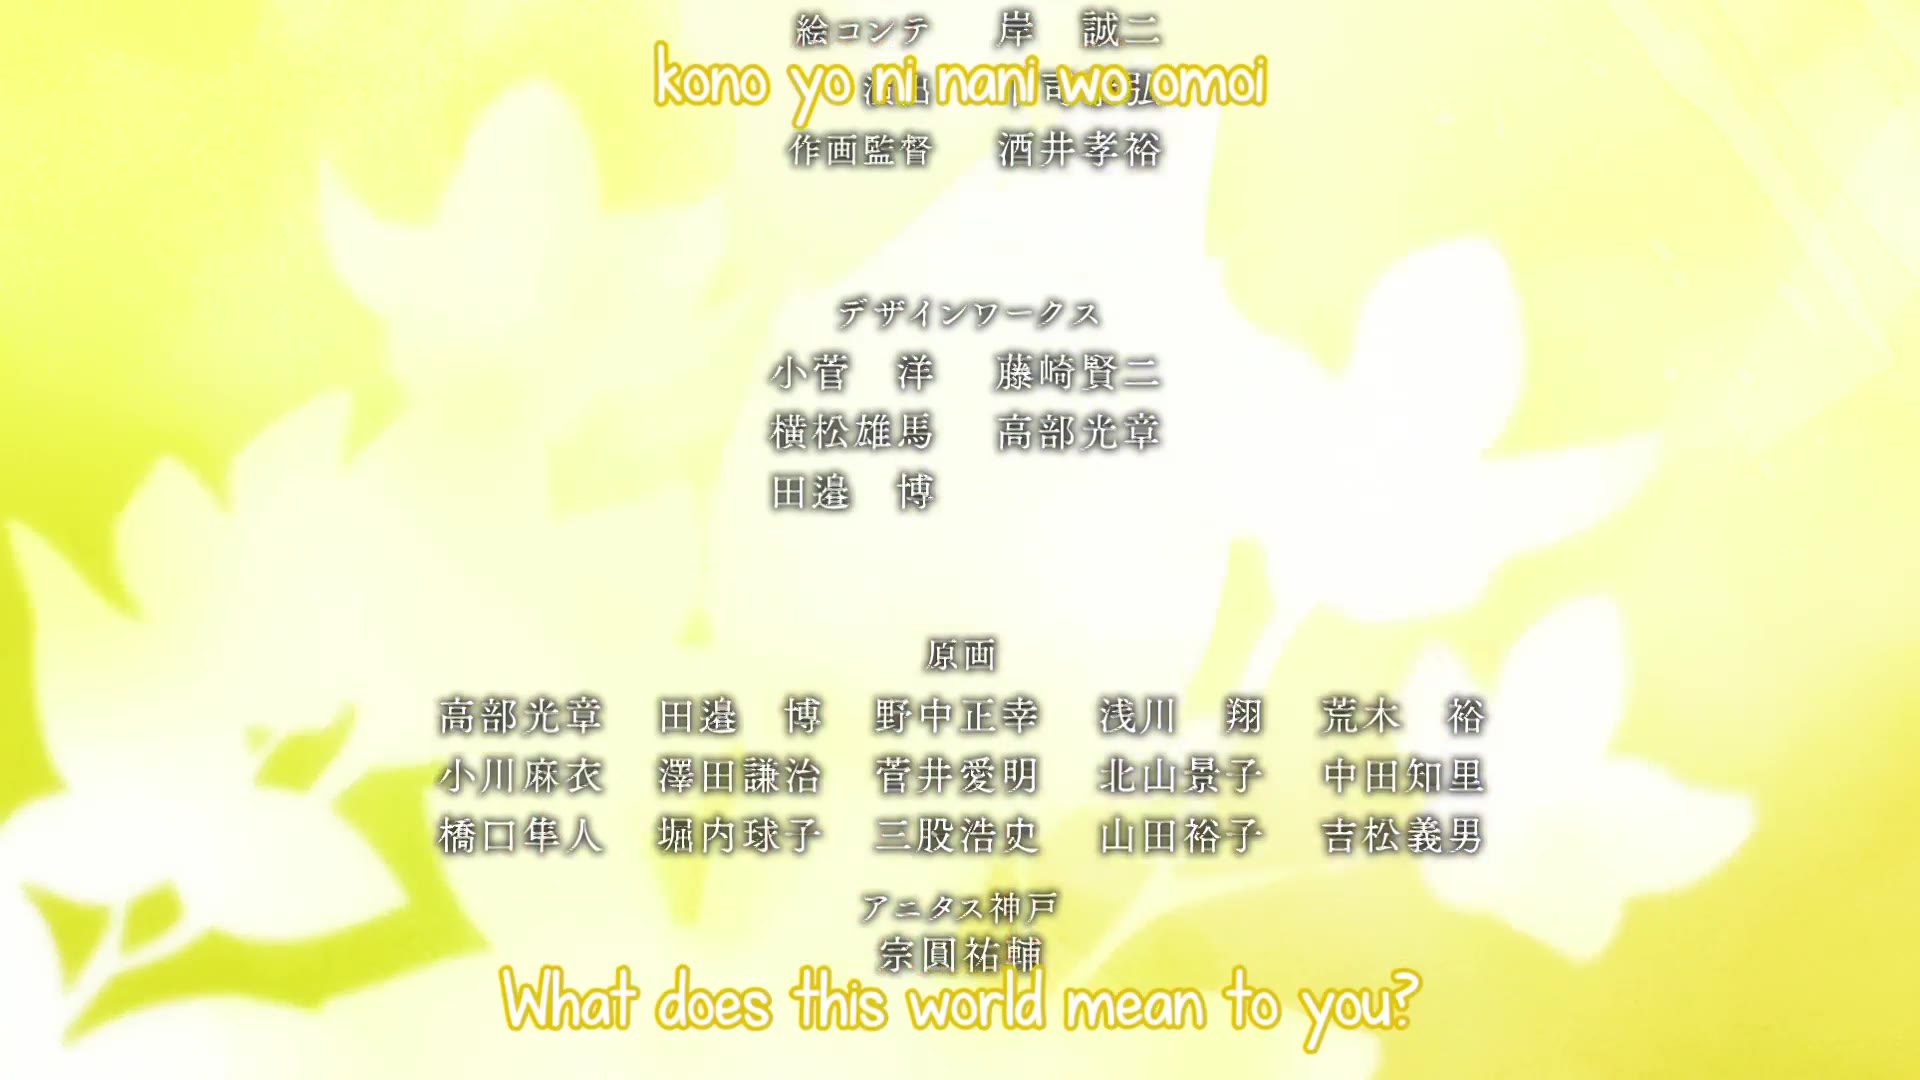 絵コンテ 岸 誠二
kono yo ni nani wo omoi
作画監督 酒井孝裕
デザインワークス
小菅 洋 藤崎賢二
横松雄馬 高部光章
田邉 博
原画
高部光章 田邉 博 野中正幸 浅川 翔 荒木 裕
小川麻衣 澤田謙治 菅井愛明 北山景子 中田知里
橋口隼人 堀内球子 三股浩史 山田裕子 吉松義男
アニタス神戸
宗圓祐輔
What does this world mean to you?